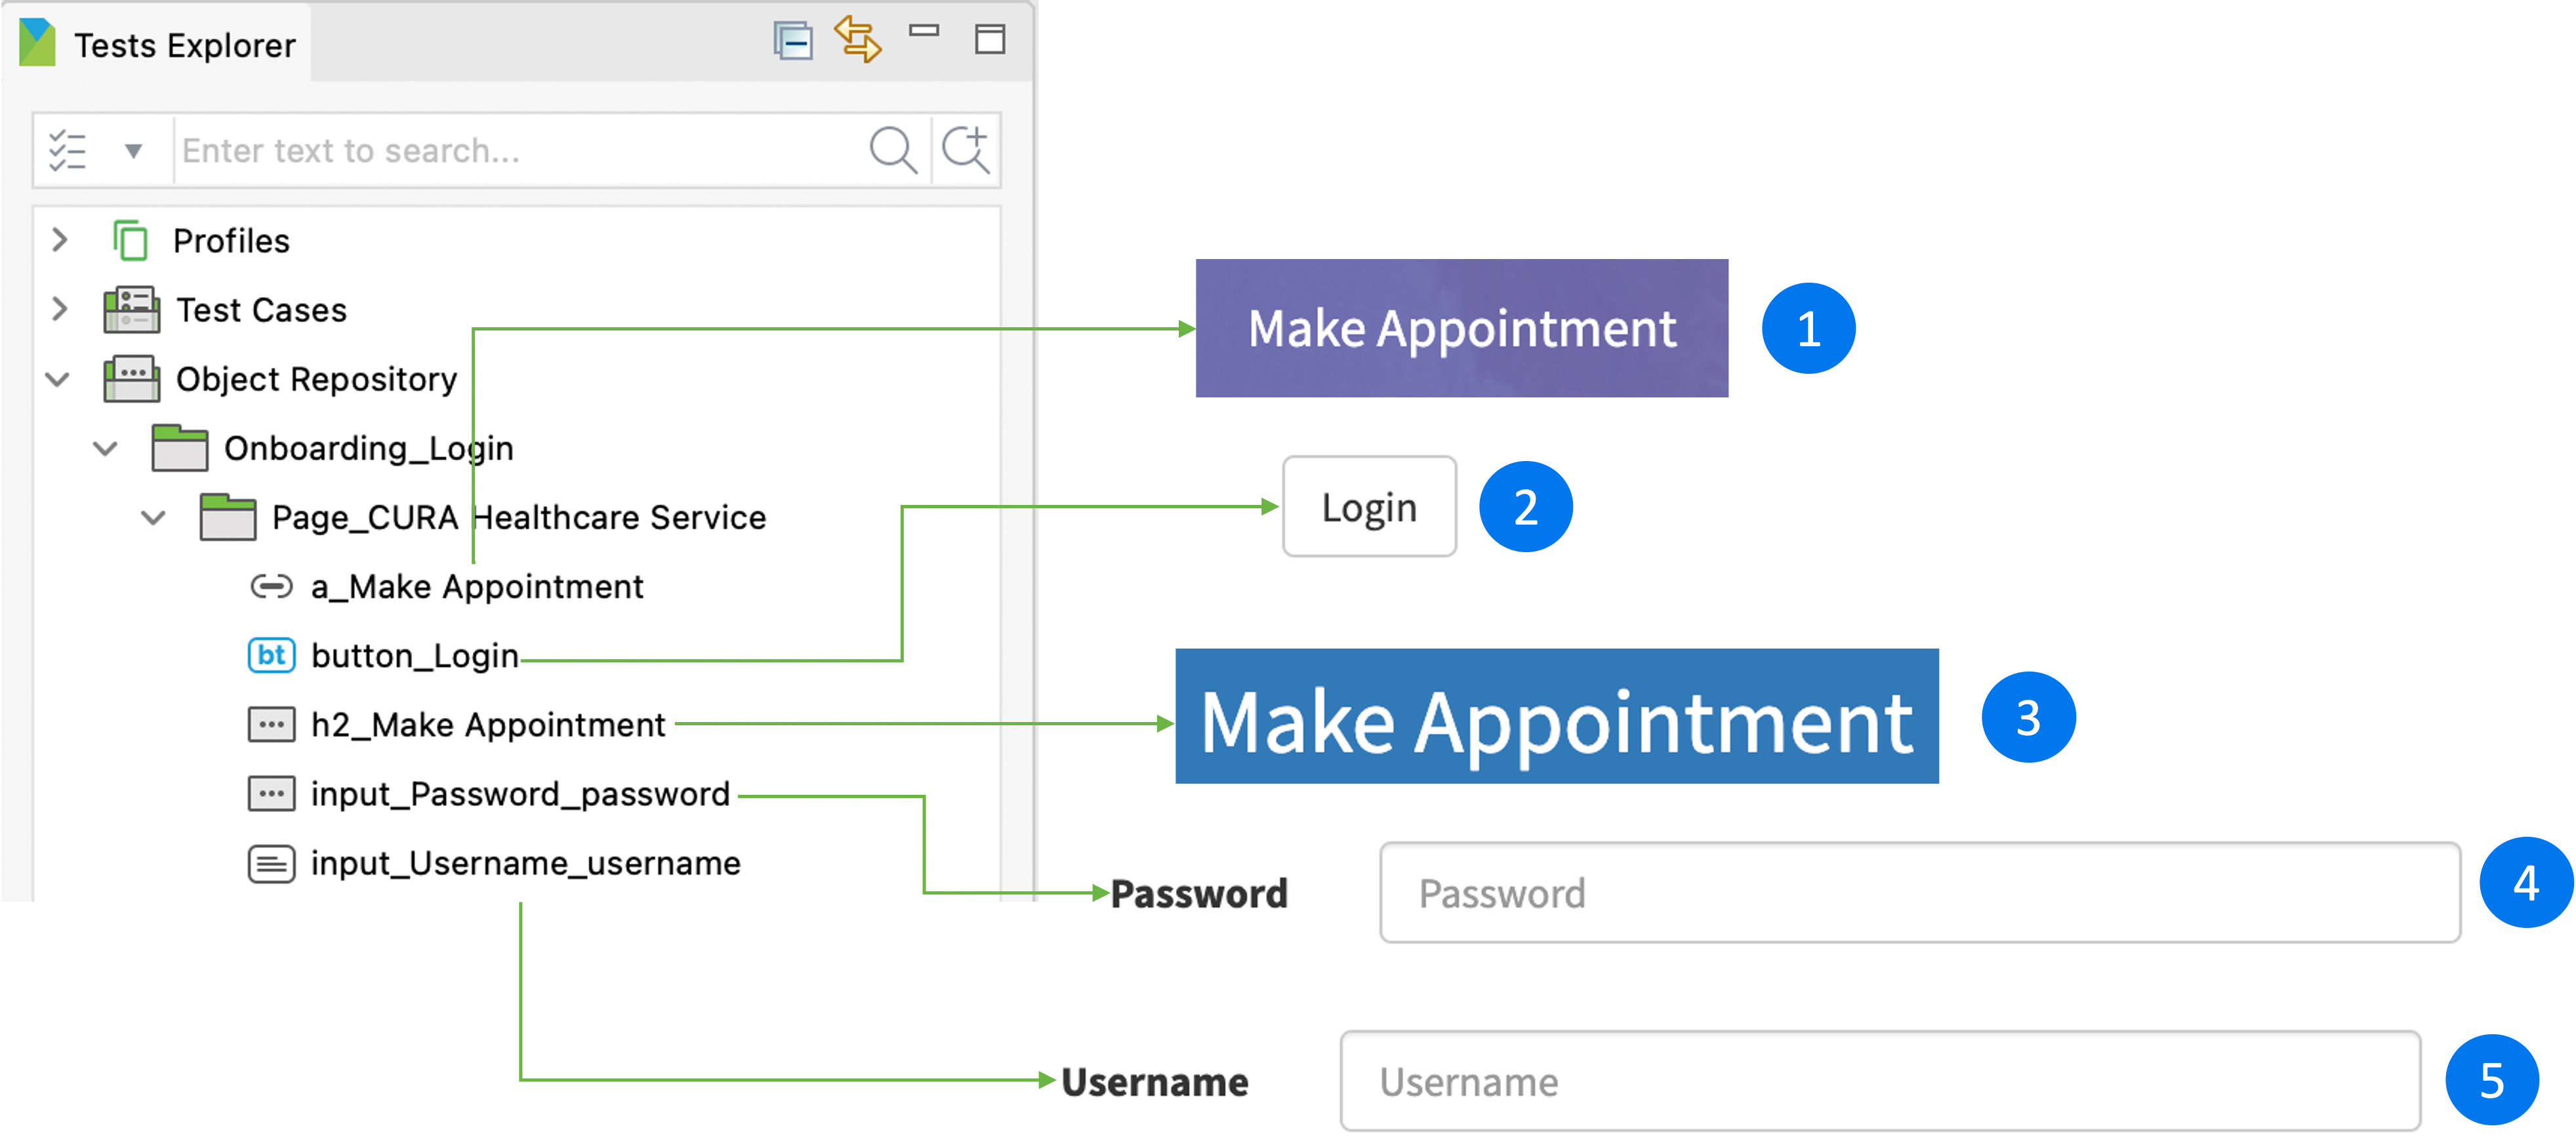 Tests Explorer
Enter text to search...
Profiles
Test Cases
Object Repository
Onboarding_Login
Page_CURA Healthcare Service
a_Make Appointment
bt button_Login
h2_Make Appointment
input_Password_password
input_Username_username
Make Appointment 1
Login 2
Make Appointment 3
Password Password 4
Username Username 5